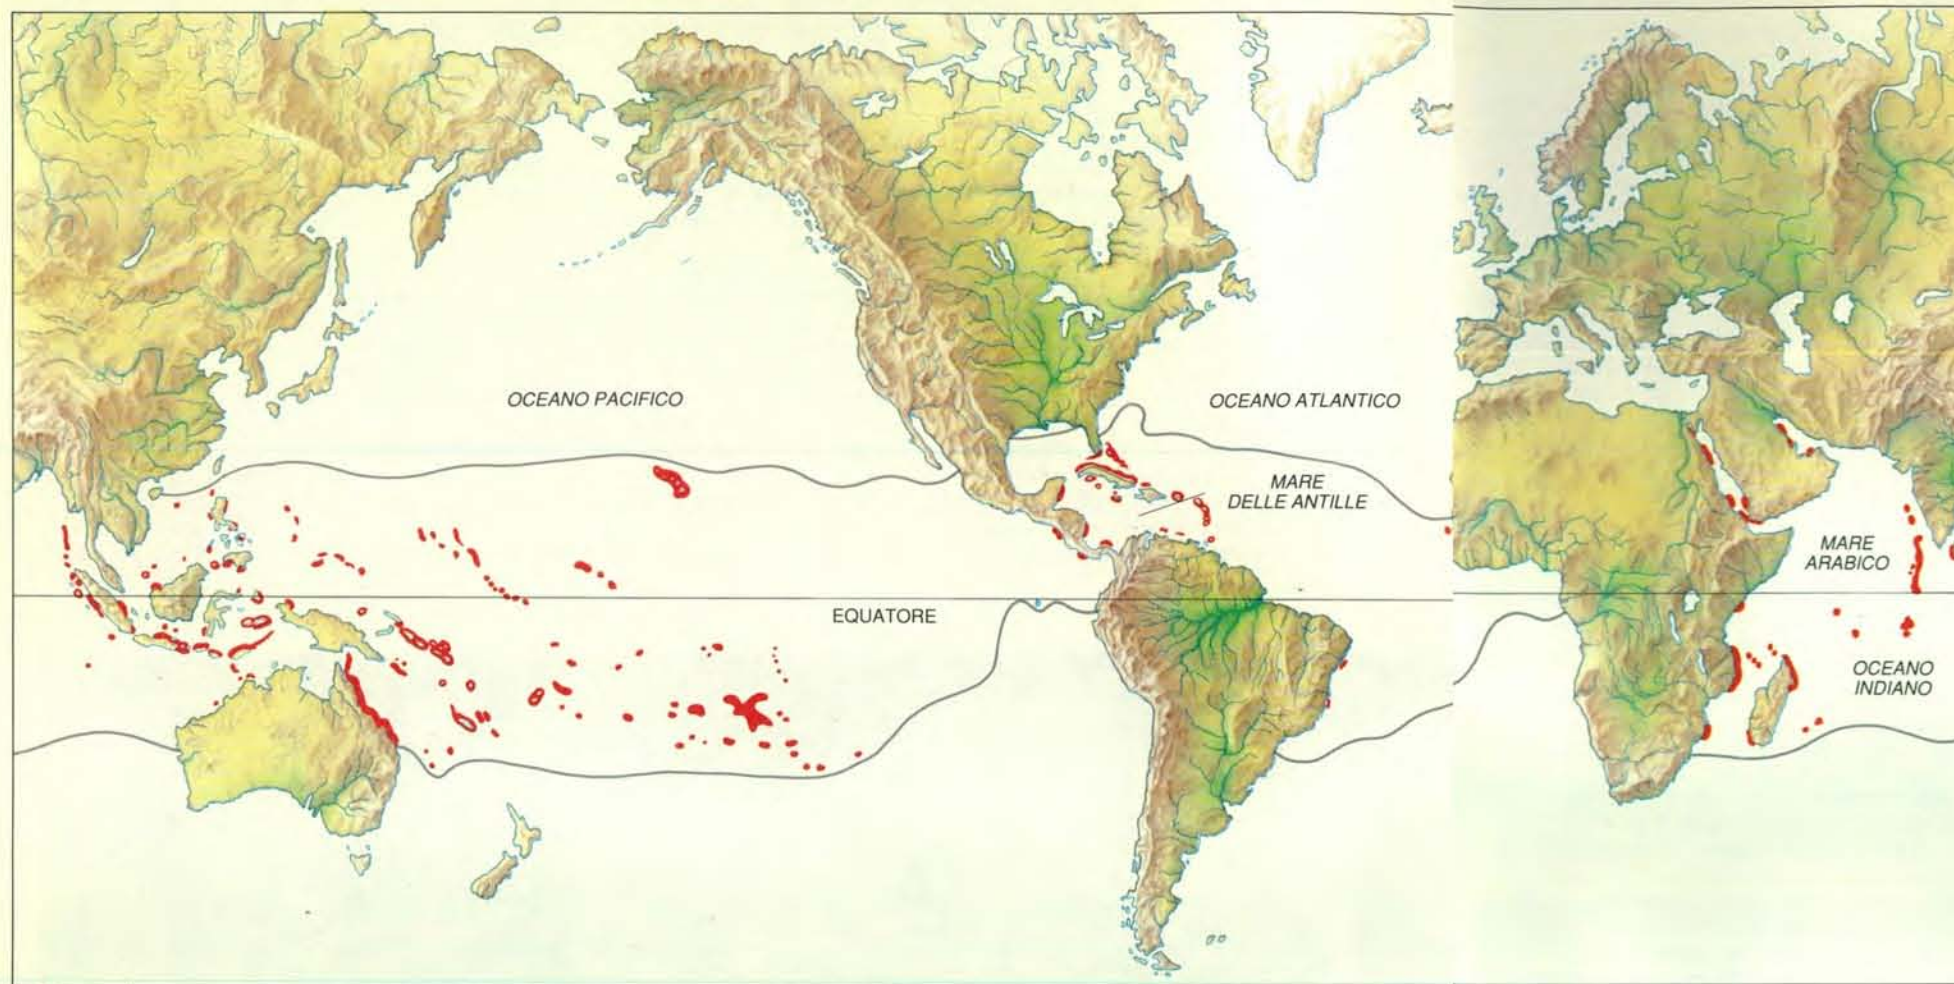 OCEANO PACIFICO
OCEANO ATLANTICO
MARE
DELLE ANTILLE
EQUATORE
MARE
ARABICO
OCEANO
INDIANO